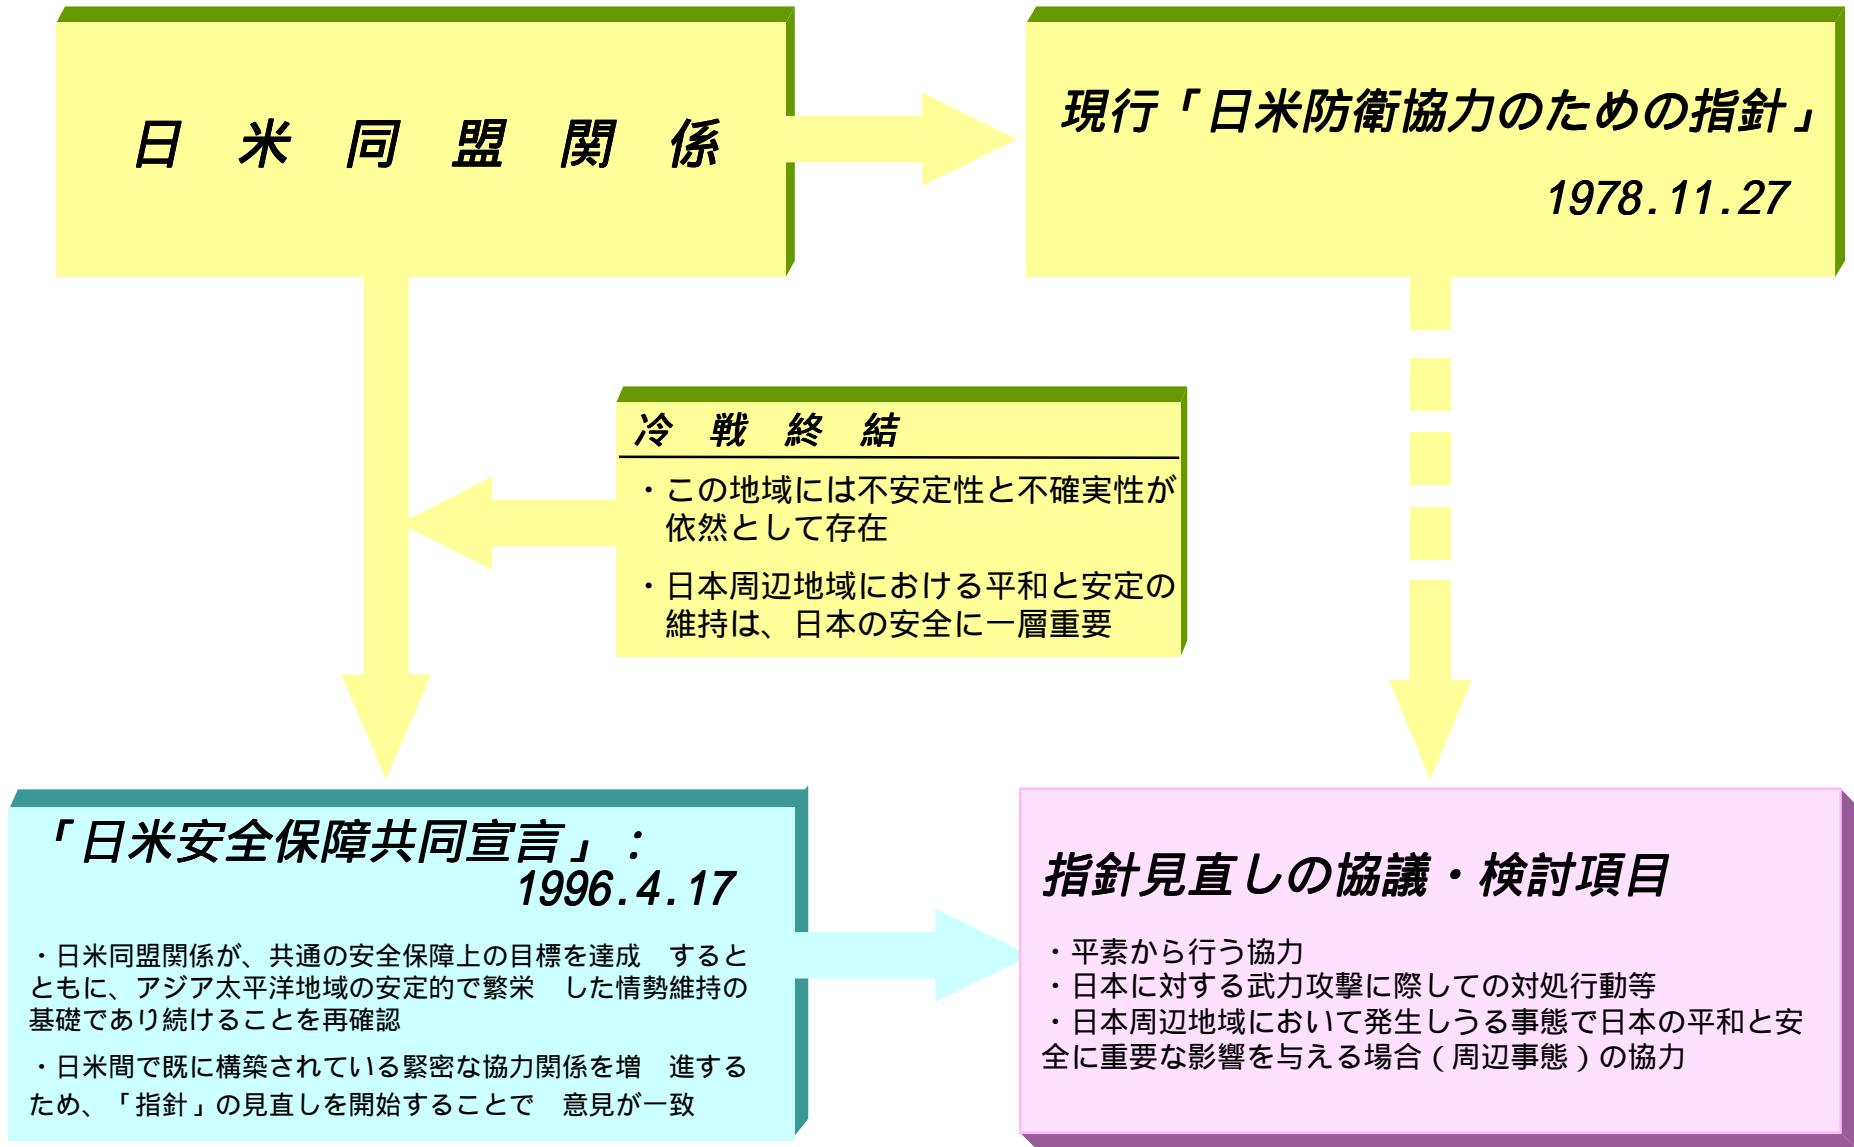 日　米　同　盟　関　係
現行「日米防衛協力のための指針」
1978.11.27
冷　戦　終　結
・この地域には不安定性と不確実性が
依然として存在
・日本周辺地域における平和と安定の
維持は、日本の安全に一層重要
「日米安全保障共同宣言」：
1996.4.17
・日米同盟関係が、共通の安全保障上の目標を達成　すると
ともに、アジア太平洋地域の安定的で繁栄　した情勢維持の
基礎であり続けることを再確認
・日米間で既に構築されている緊密な協力関係を増　進する
ため、「指針」の見直しを開始することで　意見が一致
指針見直しの協議・検討項目
・平素から行う協力
・日本に対する武力攻撃に際しての対処行動等
・日本周辺地域において発生しうる事態で日本の平和と安
全に重要な影響を与える場合（周辺事態）の協力